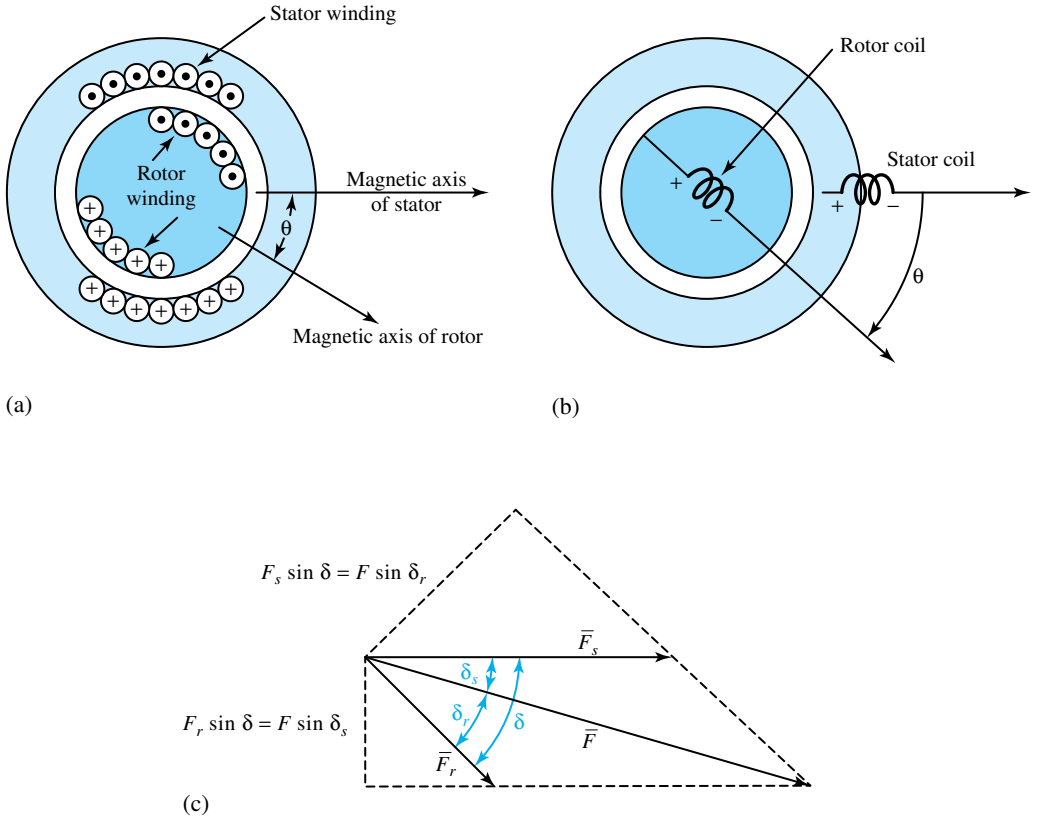 Stator winding
Rotor
winding
Magnetic axis
of stator
θ
Magnetic axis of rotor
+ + + + +
+ + + + + + +
(a)
Rotor coil
Stator coil
+
−
+ −
θ
(b)
F_s sin δ = F sin δ_r
F̅_s
δ_s
δ_r
δ
F_r sin δ = F sin δ_s
F̅_r
F̅
(c)